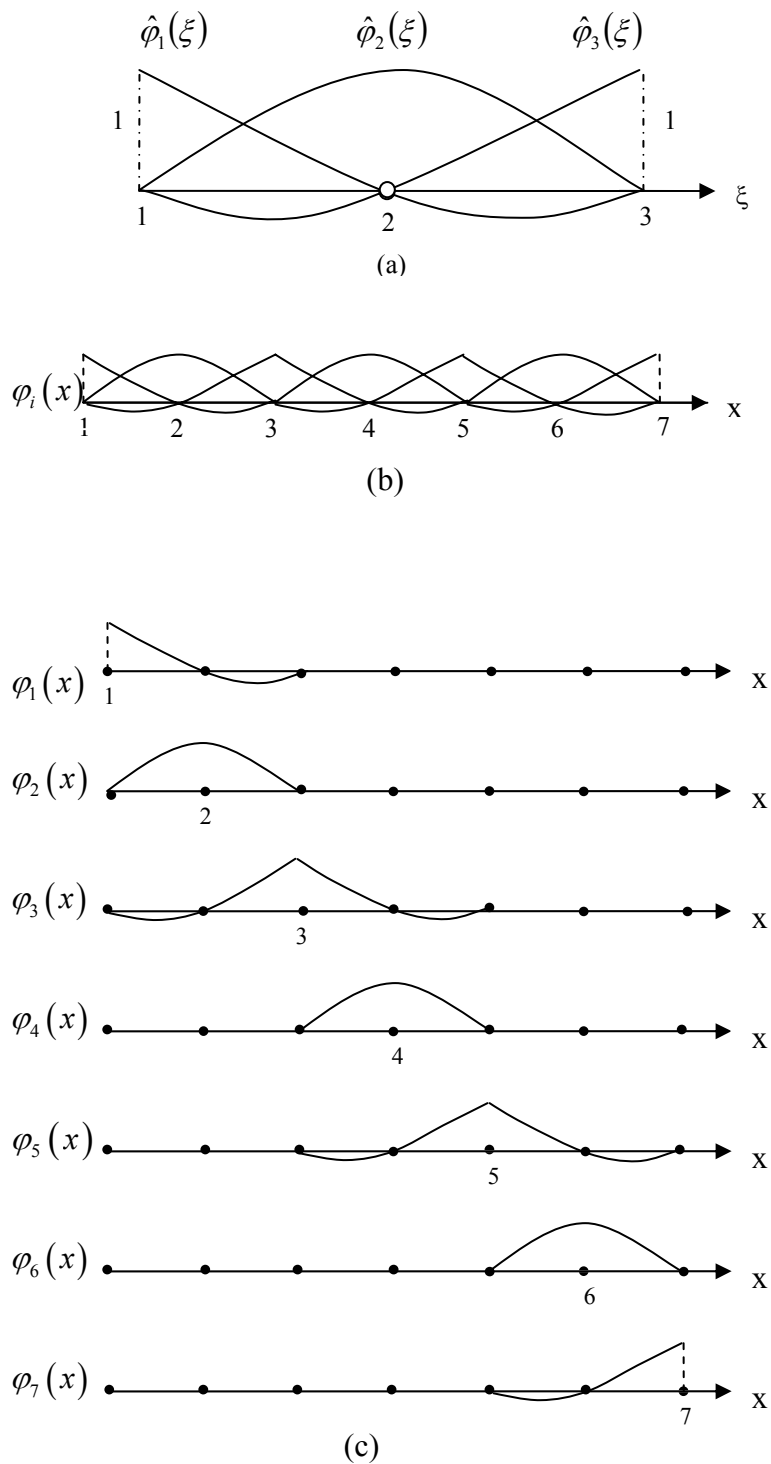 φ̂₁(ξ) φ̂₂(ξ) φ̂₃(ξ)
1 1
ξ
1 2 3
(a)
φᵢ(x)
x
1 2 3 4 5 6 7
(b)
φ₁(x) 1 x
φ₂(x) 2 x
φ₃(x) 3 x
φ₄(x) 4 x
φ₅(x) 5 x
φ₆(x) 6 x
φ₇(x) 7 x
(c)